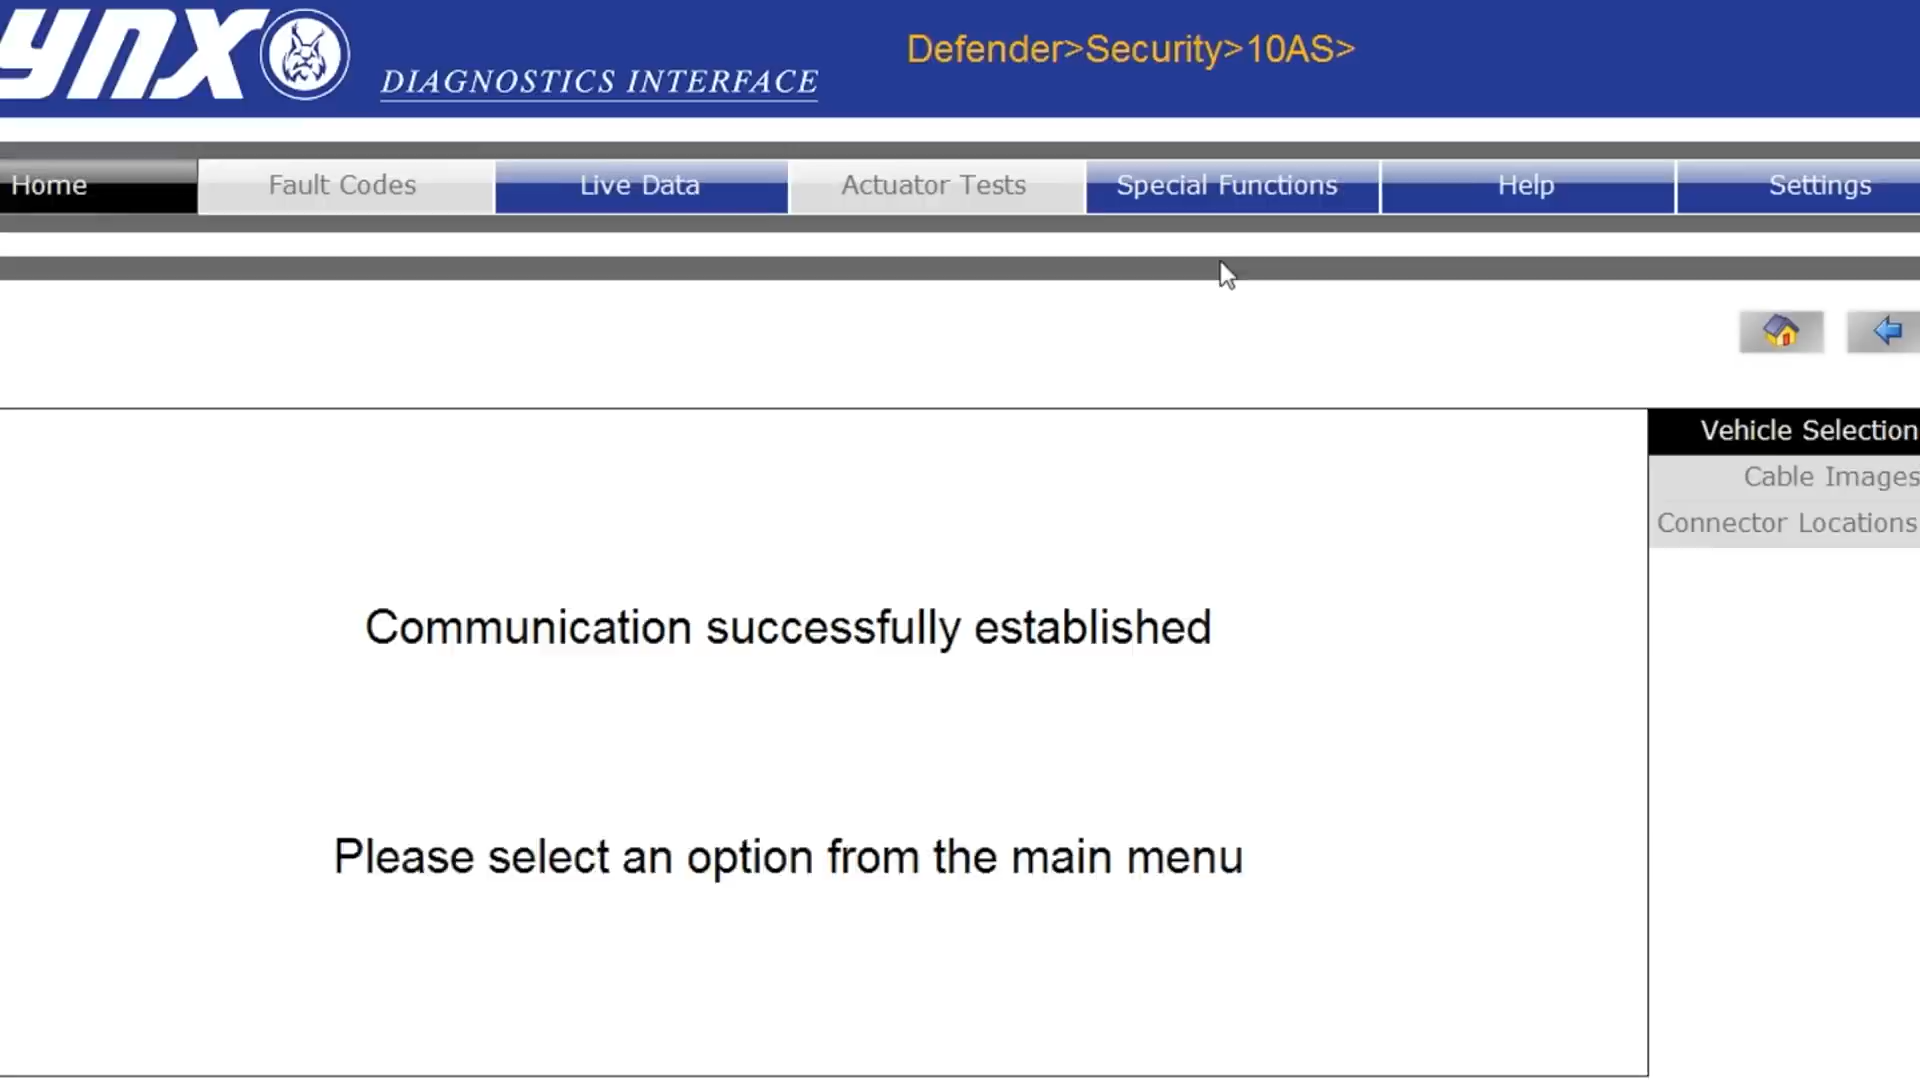 ynx
DIAGNOSTICS INTERFACE
Defender>Security>10AS>
Home
Fault Codes
Live Data
Actuator Tests
Special Functions
Help
Settings
Vehicle Selection
Cable Images
Connector Locations
Communication successfully established
Please select an option from the main menu